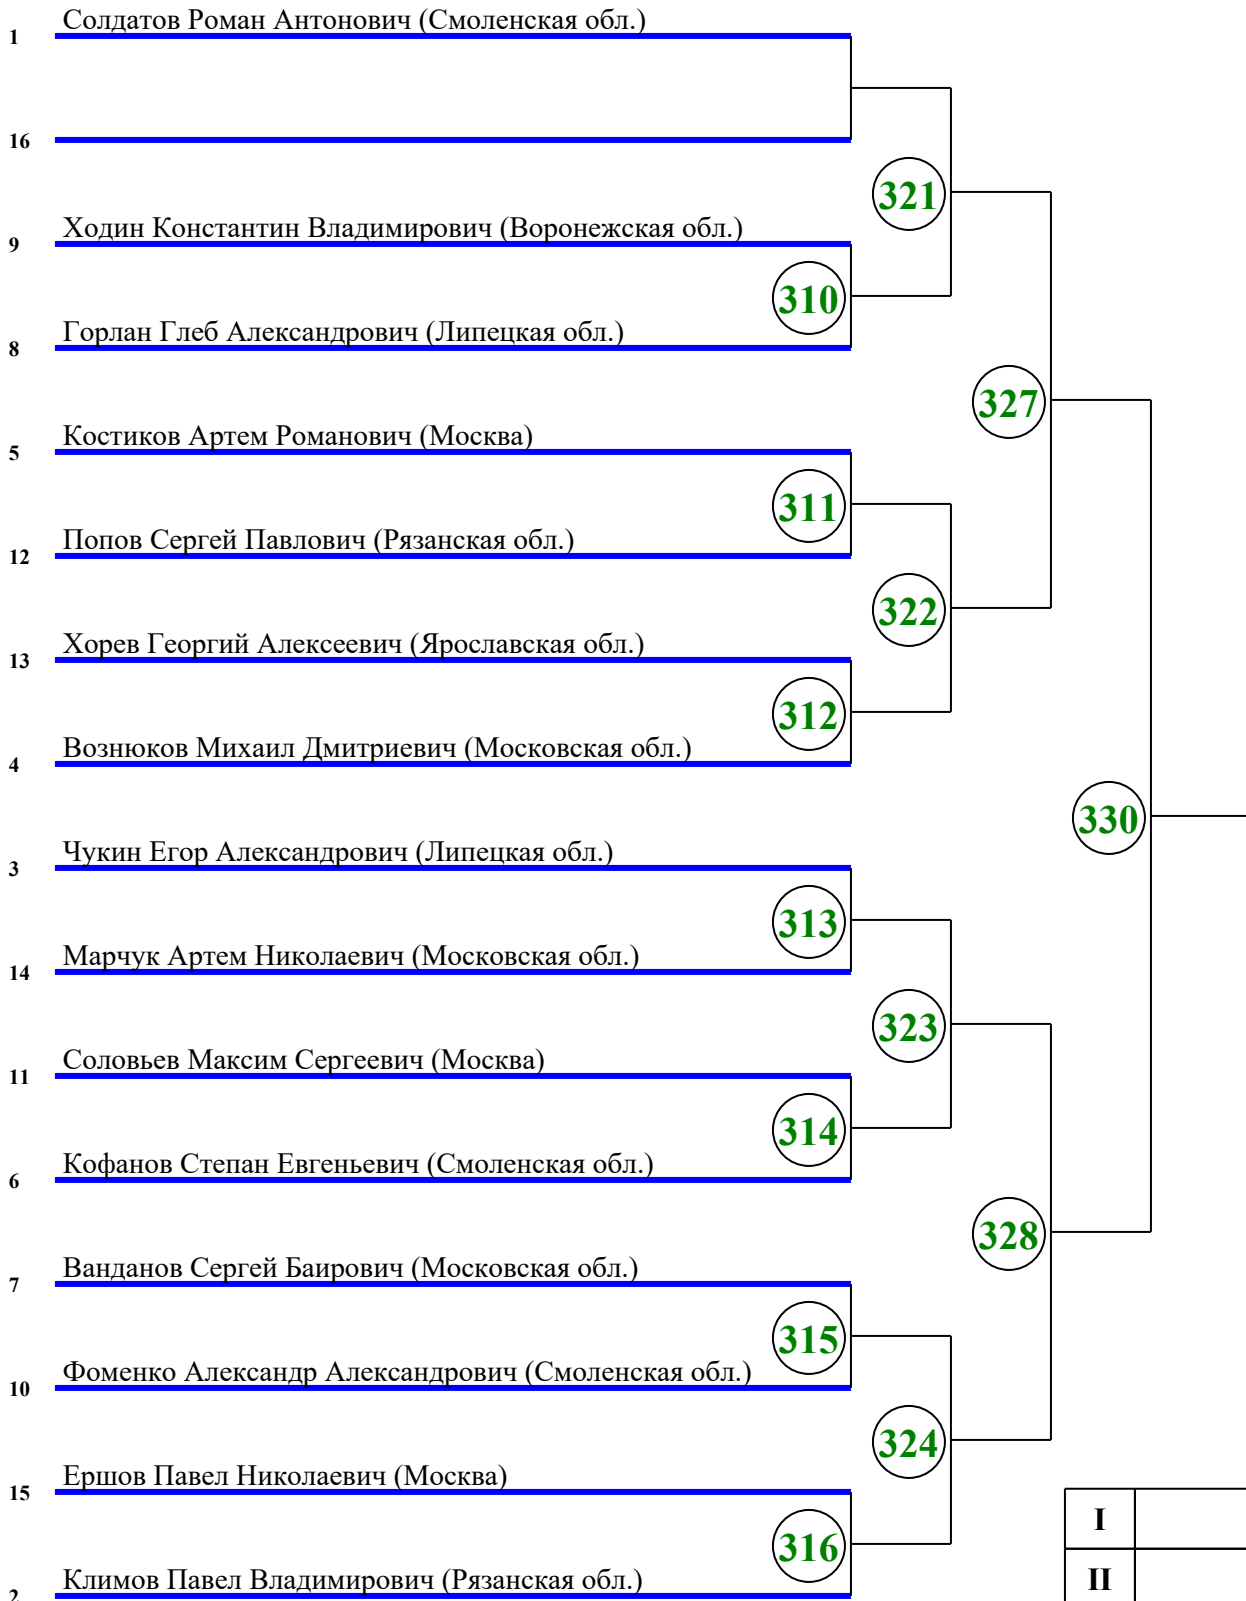 Солдатов Роман Антонович (Смоленская обл.)
1
16
321
Ходин Константин Владимирович (Воронежская обл.)
9
310
Горлан Глеб Александрович (Липецкая обл.)
8
327
Костиков Артем Романович (Москва)
5
311
Попов Сергей Павлович (Рязанская обл.)
12
322
Хорев Георгий Алексеевич (Ярославская обл.)
13
312
Вознюков Михаил Дмитриевич (Московская обл.)
4
330
Чукин Егор Александрович (Липецкая обл.)
3
313
Марчук Артем Николаевич (Московская обл.)
14
323
Соловьев Максим Сергеевич (Москва)
11
314
Кофанов Степан Евгеньевич (Смоленская обл.)
6
328
Ванданов Сергей Баирович (Московская обл.)
7
315
Фоменко Александр Александрович (Смоленская обл.)
10
324
Ершов Павел Николаевич (Москва)
15
I
316
Климов Павел Владимирович (Рязанская обл.)
2
II